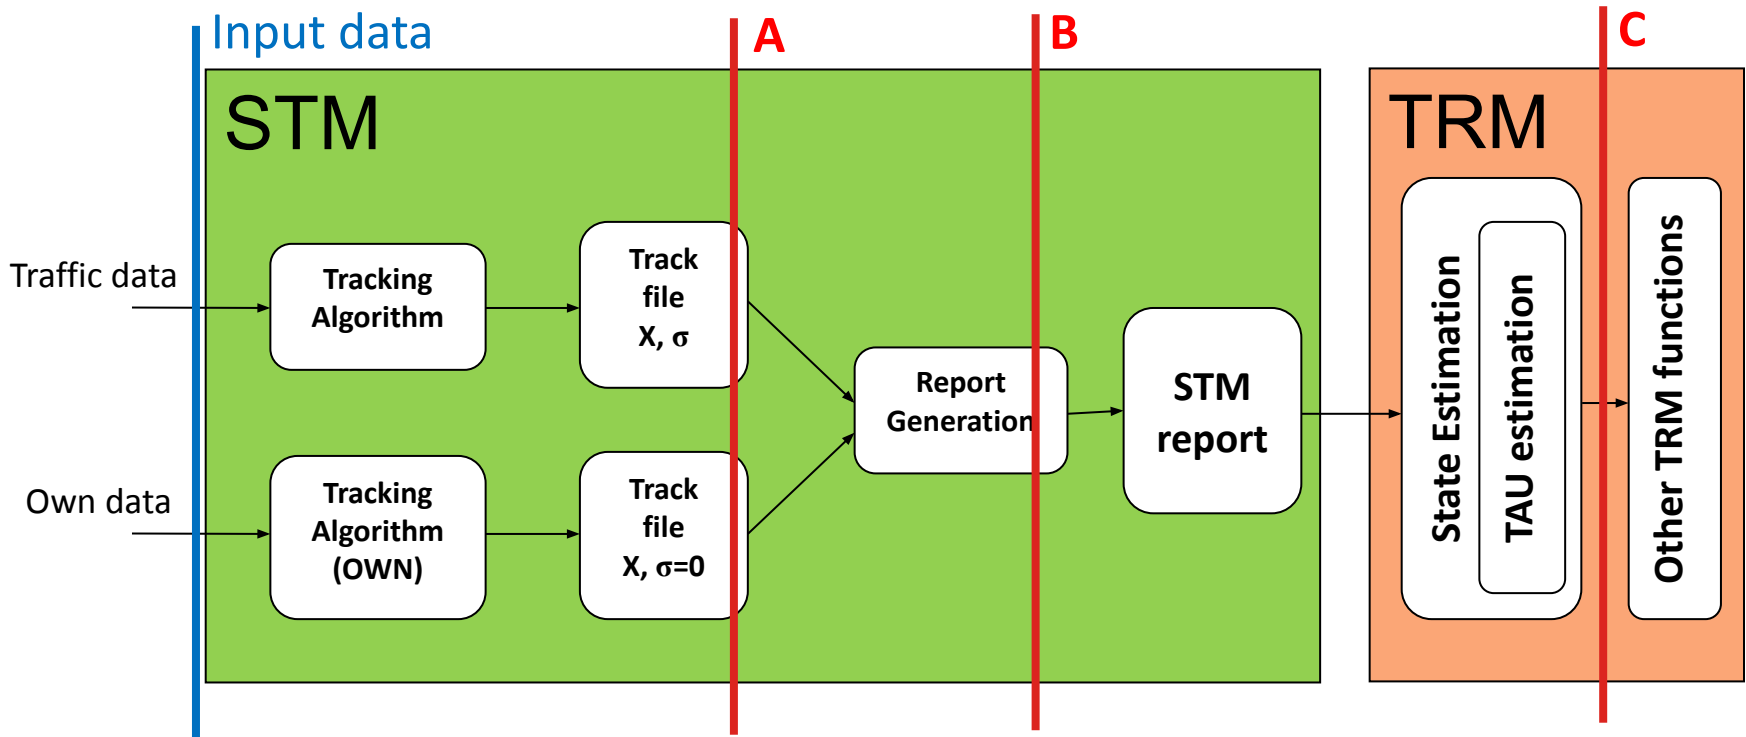 Input data
A
B
C
STM
TRM
Traffic data
Tracking
Algorithm
Track
file
X, σ
Own data
Tracking
Algorithm
(OWN)
Track
file
X, σ=0
Report
Generation
STM
report
State Estimation
TAU estimation
Other TRM functions